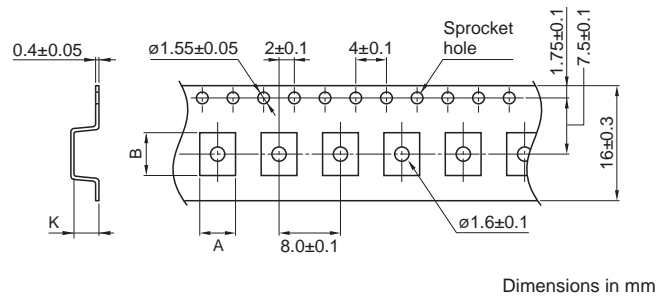 0.4±0.05
ø1.55±0.05
2±0.1
4±0.1
Sprocket
hole
1.75±0.1
7.5±0.1
B
16±0.3
K
A
8.0±0.1
ø1.6±0.1
Dimensions in mm